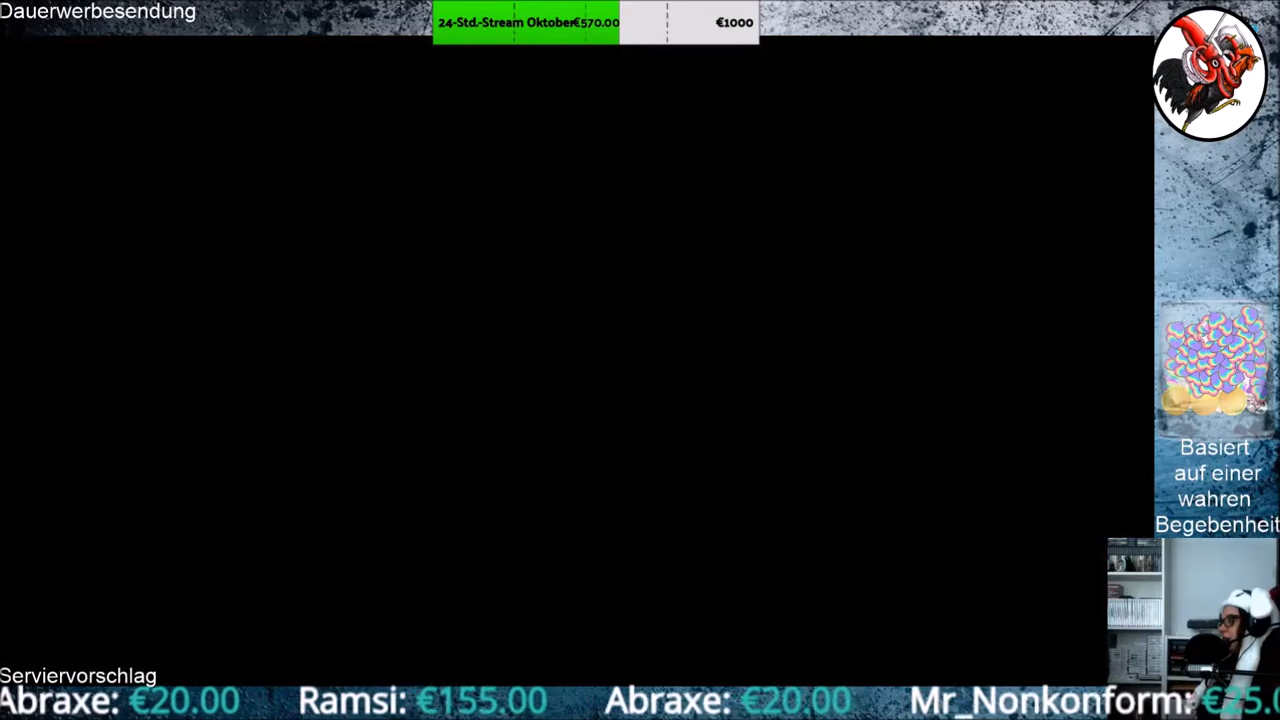 Dauerwerbesendung
24-Std.-Stream Oktober €570.00 €1000
Basiert
auf einer
wahren
Begebenheit
Serviervorschlag
Abraxe: €20.00 Ramsi: €155.00 Abraxe: €20.00 Mr_Nonkonform: